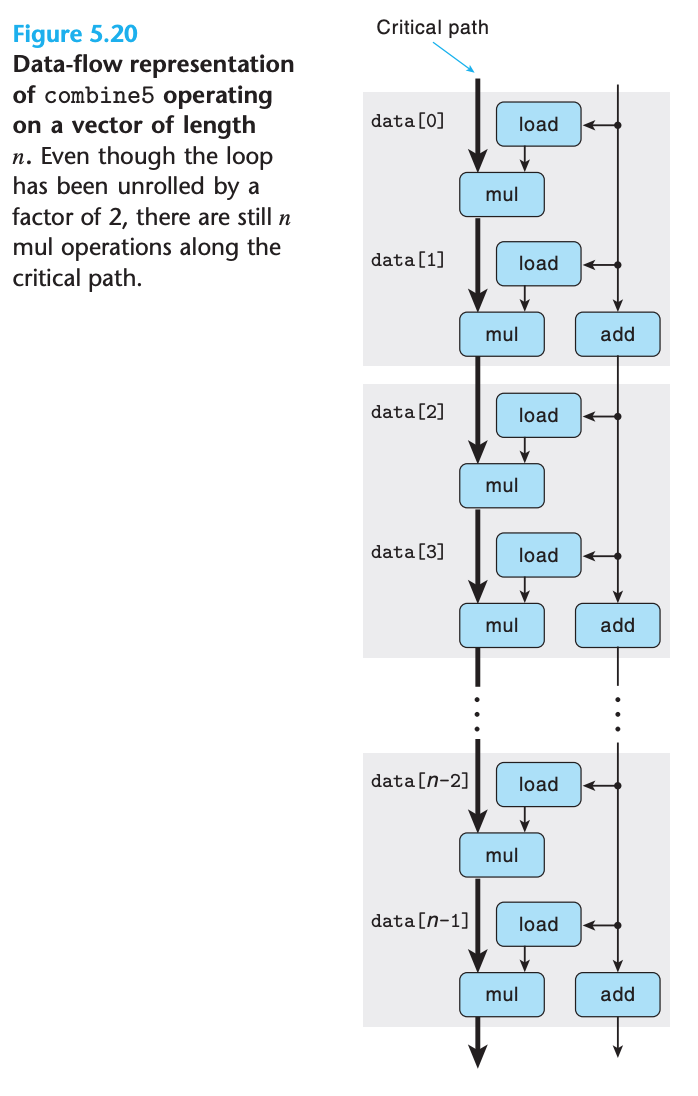 Figure 5.20
Data-flow representation
of combine5 operating
on a vector of length
n. Even though the loop
has been unrolled by a
factor of 2, there are still n
mul operations along the
critical path.
Critical path
data[0]
load
mul
data[1]
load
mul
add
data[2]
load
mul
data[3]
load
mul
add
data[n-2]
load
mul
data[n-1]
load
mul
add